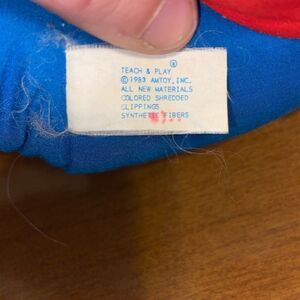 ®
TEACH & PLAY
©1983 AMTOY, INC.
ALL NEW MATERIALS
COLORED SHREDDED
CLIPPINGS
SYNTHETIC FIBERS